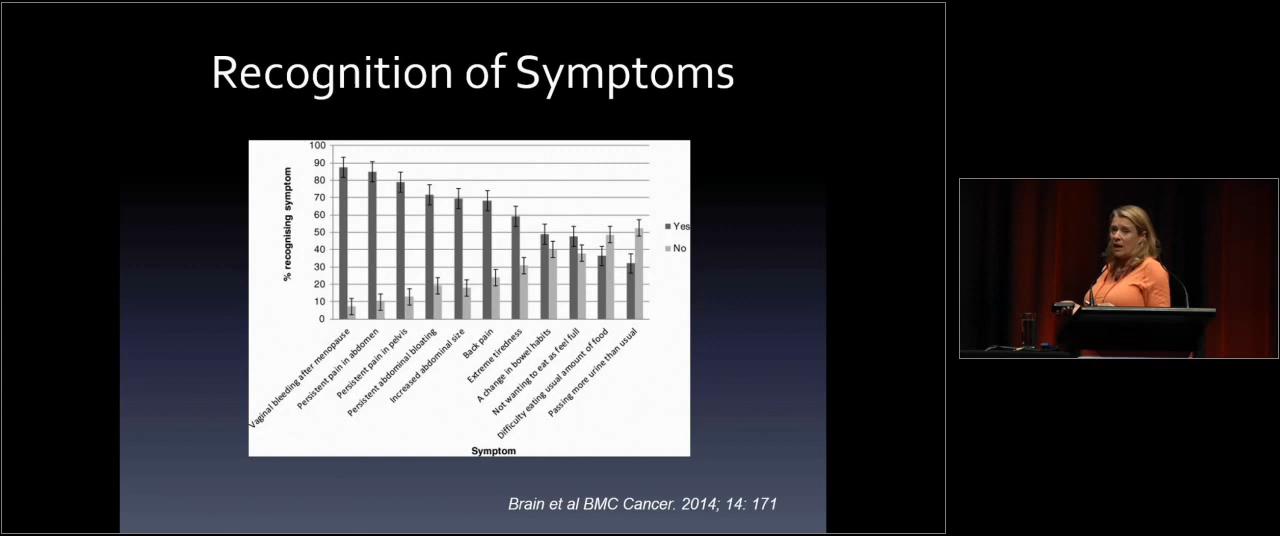 Recognition of Symptoms
% recognising symptom
100
90
80
70
60
50
40
30
20
10
0
Yes
No
Vaginal bleeding after menopause
Persistent pain in abdomen
Persistent pain in pelvis
Persistent abdominal bloating
Increased abdominal size
Back pain
Extreme tiredness
A change in bowel habits
Not wanting to eat as feel full
Difficulty eating usual amount of food
Passing more urine than usual
Symptom
Brain et al BMC Cancer. 2014; 14: 171